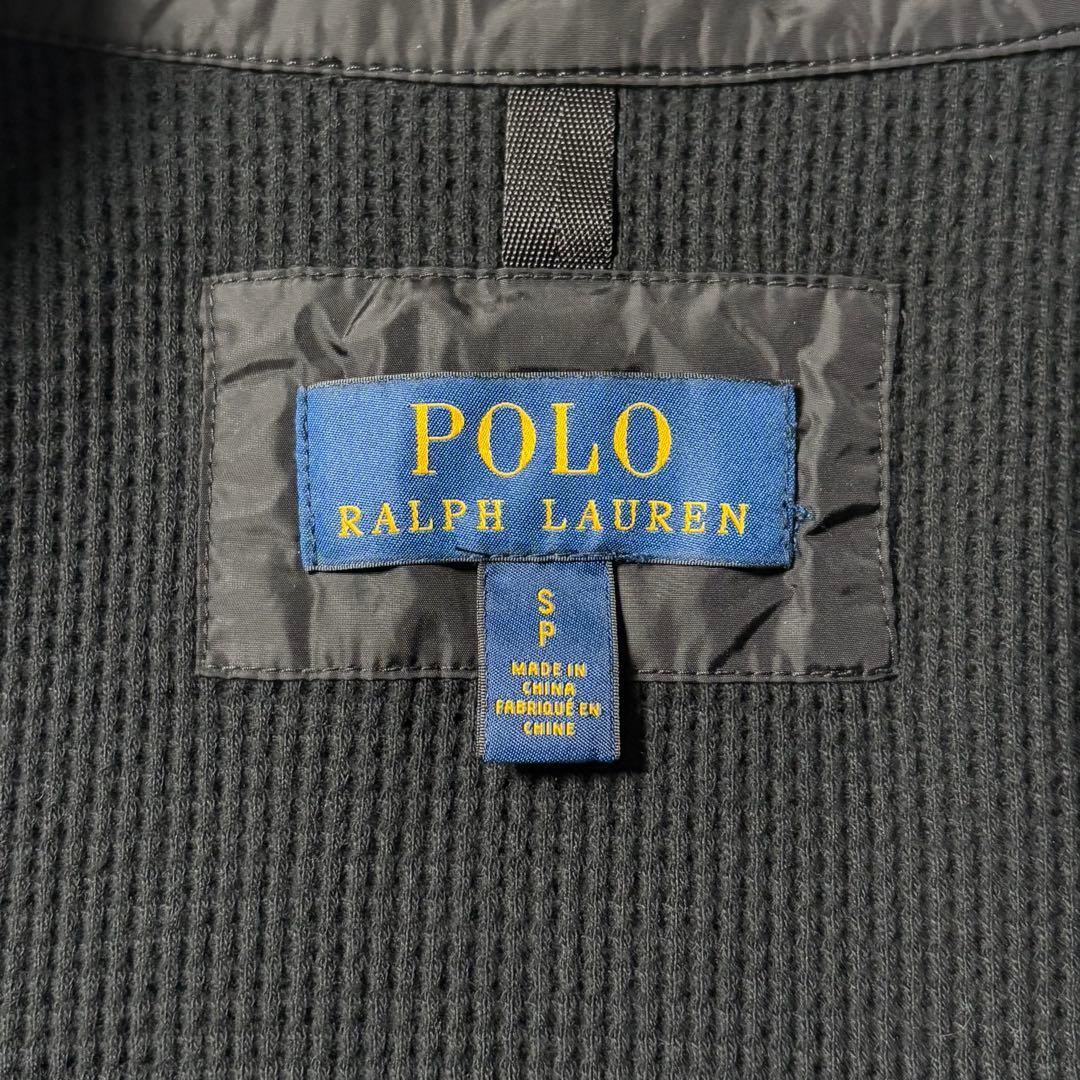 POLO
RALPH LAUREN
S
P
MADE IN
CHINA
FABRIQUÉ EN
CHINE